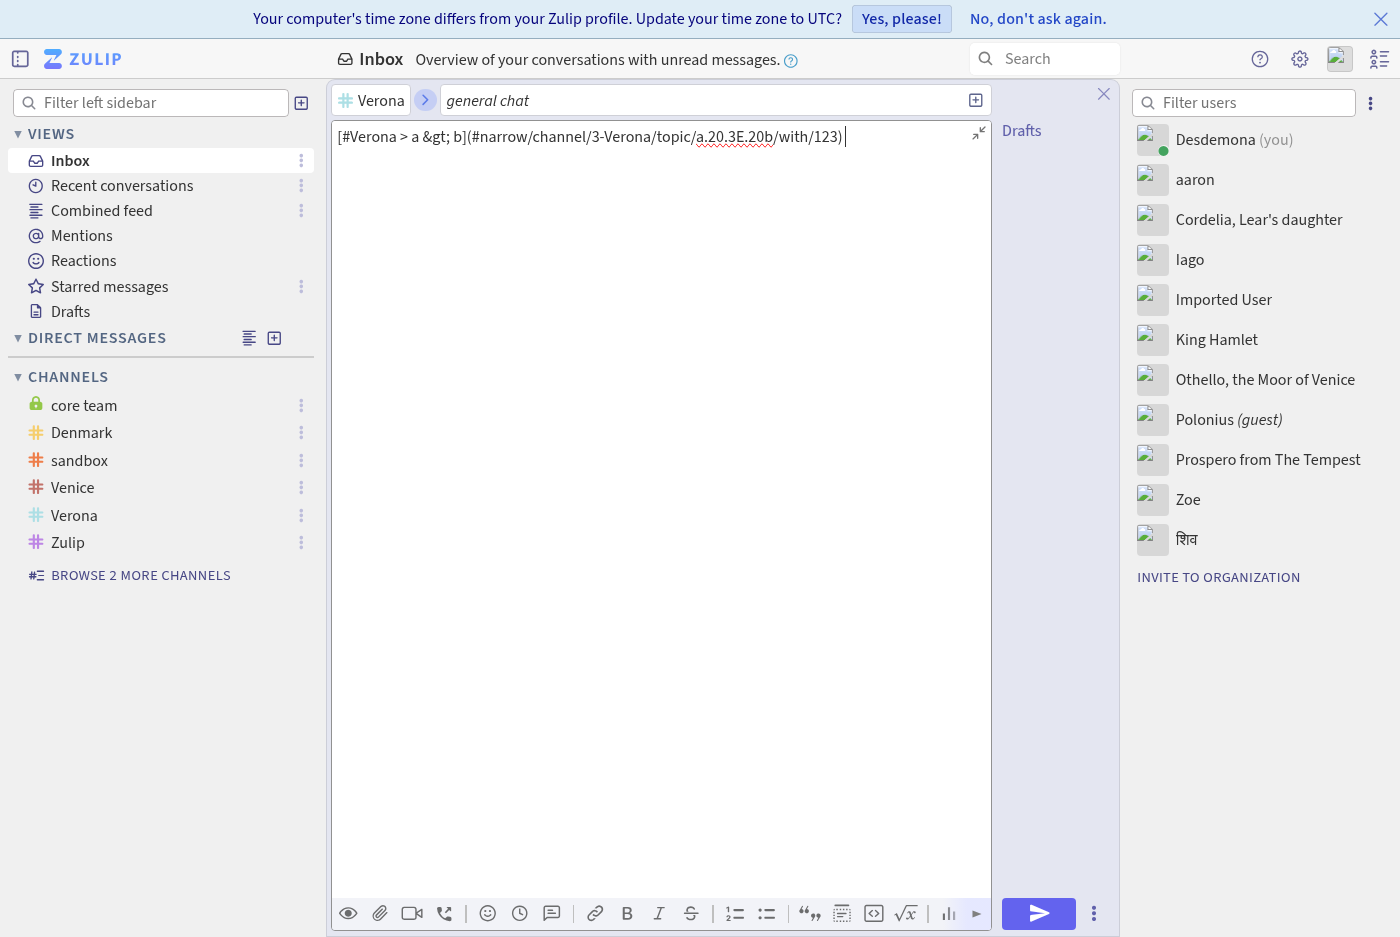 Your computer's time zone differs from your Zulip profile. Update your time zone to UTC? Yes, please! No, don't ask again.
ZULIP
Inbox Overview of your conversations with unread messages.
Search
Filter left sidebar
VIEWS
Inbox
Recent conversations
Combined feed
Mentions
Reactions
Starred messages
Drafts
DIRECT MESSAGES
CHANNELS
core team
Denmark
sandbox
Venice
Verona
Zulip
BROWSE 2 MORE CHANNELS
Verona
general chat
[#Verona > a &gt; b](#narrow/channel/3-Verona/topic/a.20.3E.20b/with/123)
Drafts
Filter users
Desdemona (you)
aaron
Cordelia, Lear's daughter
Iago
Imported User
King Hamlet
Othello, the Moor of Venice
Polonius (guest)
Prospero from The Tempest
Zoe
शिव
INVITE TO ORGANIZATION